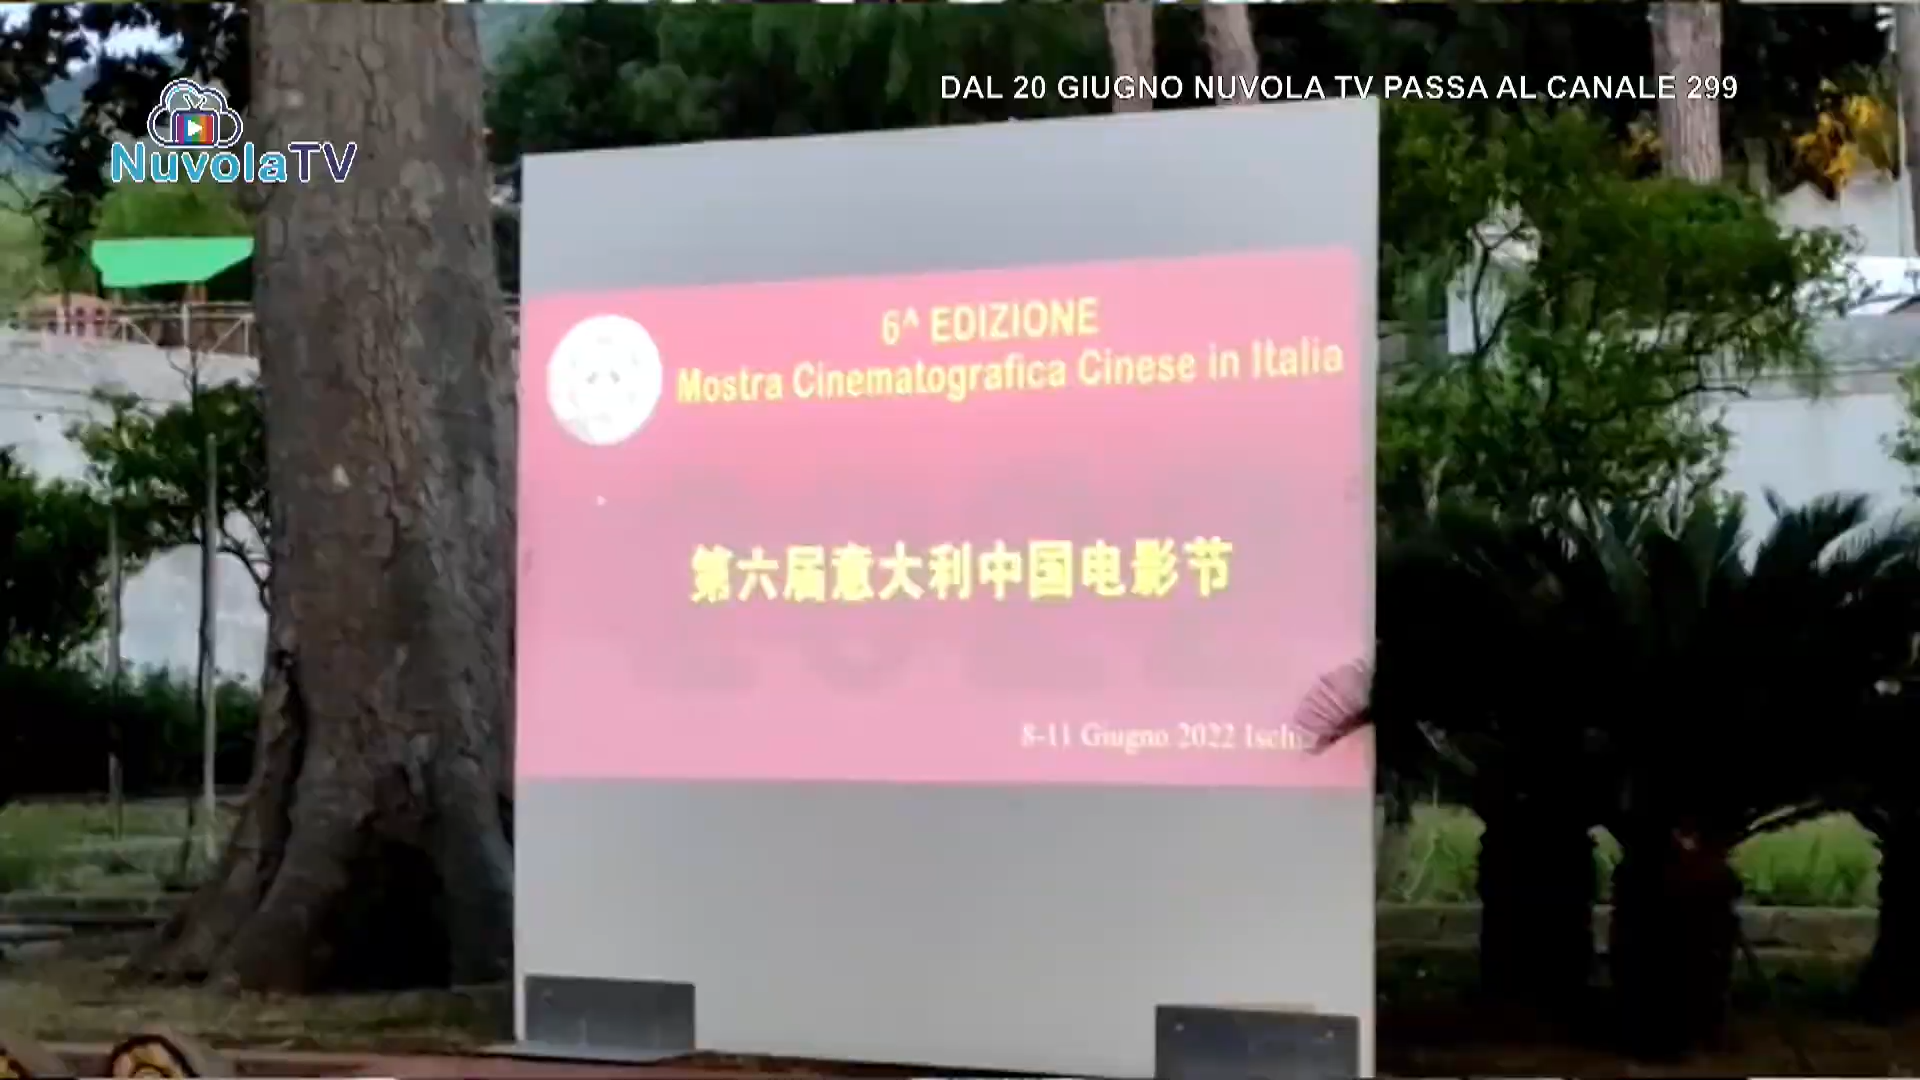 DAL 20 GIUGNO NUVOLA TV PASSA AL CANALE 299
NuvolaTV
6^ EDIZIONE
Mostra Cinematografica Cinese in Italia
第六届意大利中国电影节
8-11 Giugno 2022